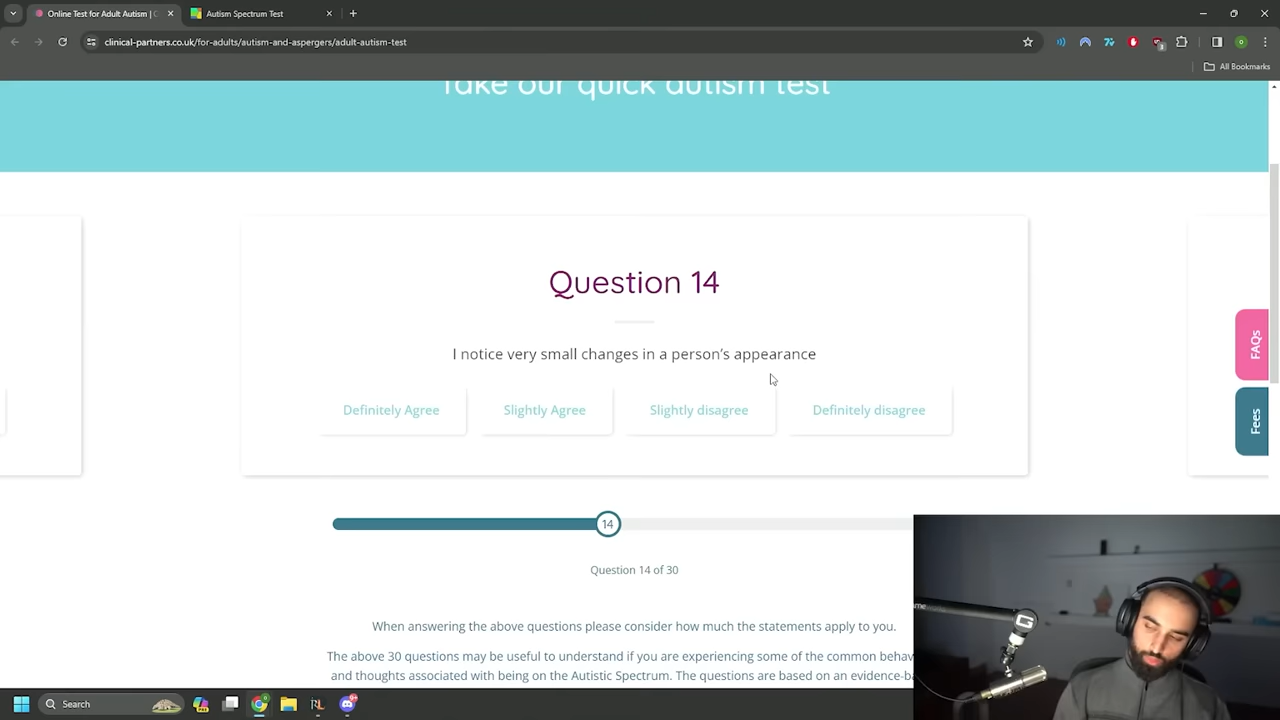 Online Test for Adult Autism | C
Autism Spectrum Test
clinical-partners.co.uk/for-adults/autism-and-aspergers/adult-autism-test
All Bookmarks
Take our quick autism test
Question 14
I notice very small changes in a person's appearance
Definitely Agree
Slightly Agree
Slightly disagree
Definitely disagree
FAQs
Fees
14
Question 14 of 30
When answering the above questions please consider how much the statements apply to you.
The above 30 questions may be useful to understand if you are experiencing some of the common behav
and thoughts associated with being on the Autistic Spectrum. The questions are based on an evidence-ba
Search